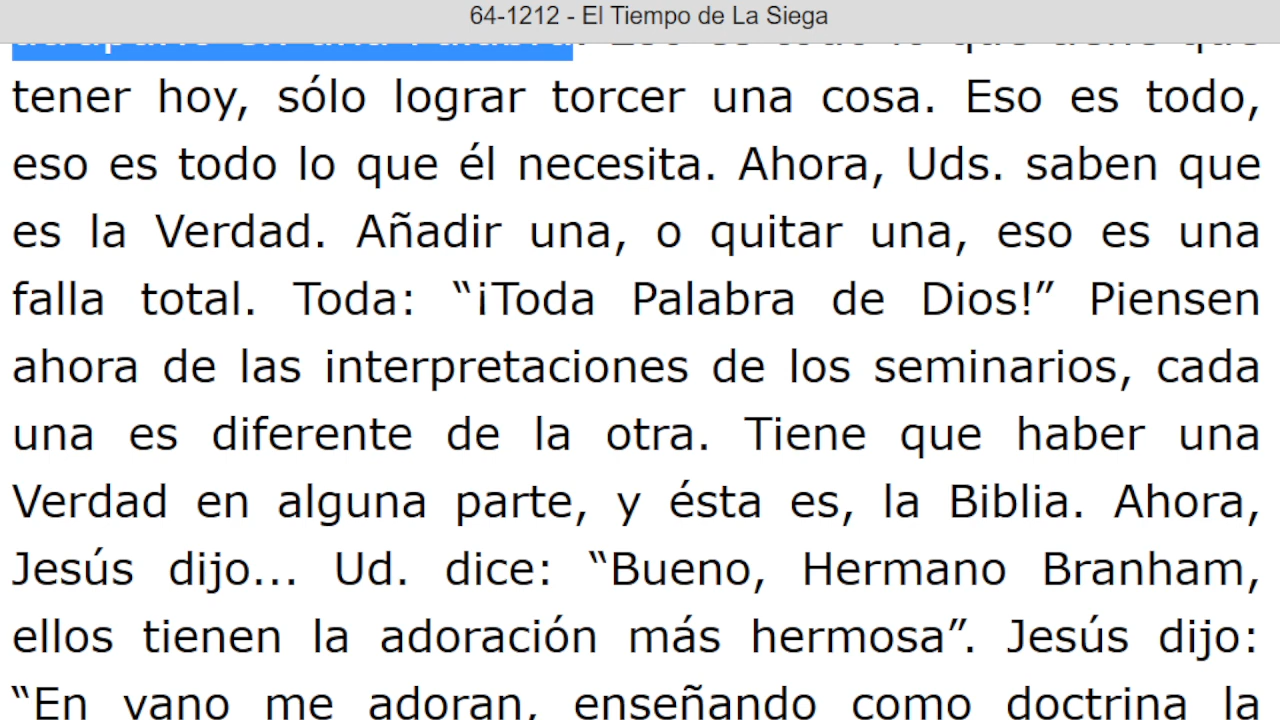 64-1212 - El Tiempo de La Siega
tener hoy, sólo lograr torcer una cosa. Eso es todo,
eso es todo lo que él necesita. Ahora, Uds. saben que
es la Verdad. Añadir una, o quitar una, eso es una
falla total. Toda: “¡Toda Palabra de Dios!” Piensen
ahora de las interpretaciones de los seminarios, cada
una es diferente de la otra. Tiene que haber una
Verdad en alguna parte, y ésta es, la Biblia. Ahora,
Jesús dijo... Ud. dice: “Bueno, Hermano Branham,
ellos tienen la adoración más hermosa”. Jesús dijo:
“En vano me adoran, enseñando como doctrina la